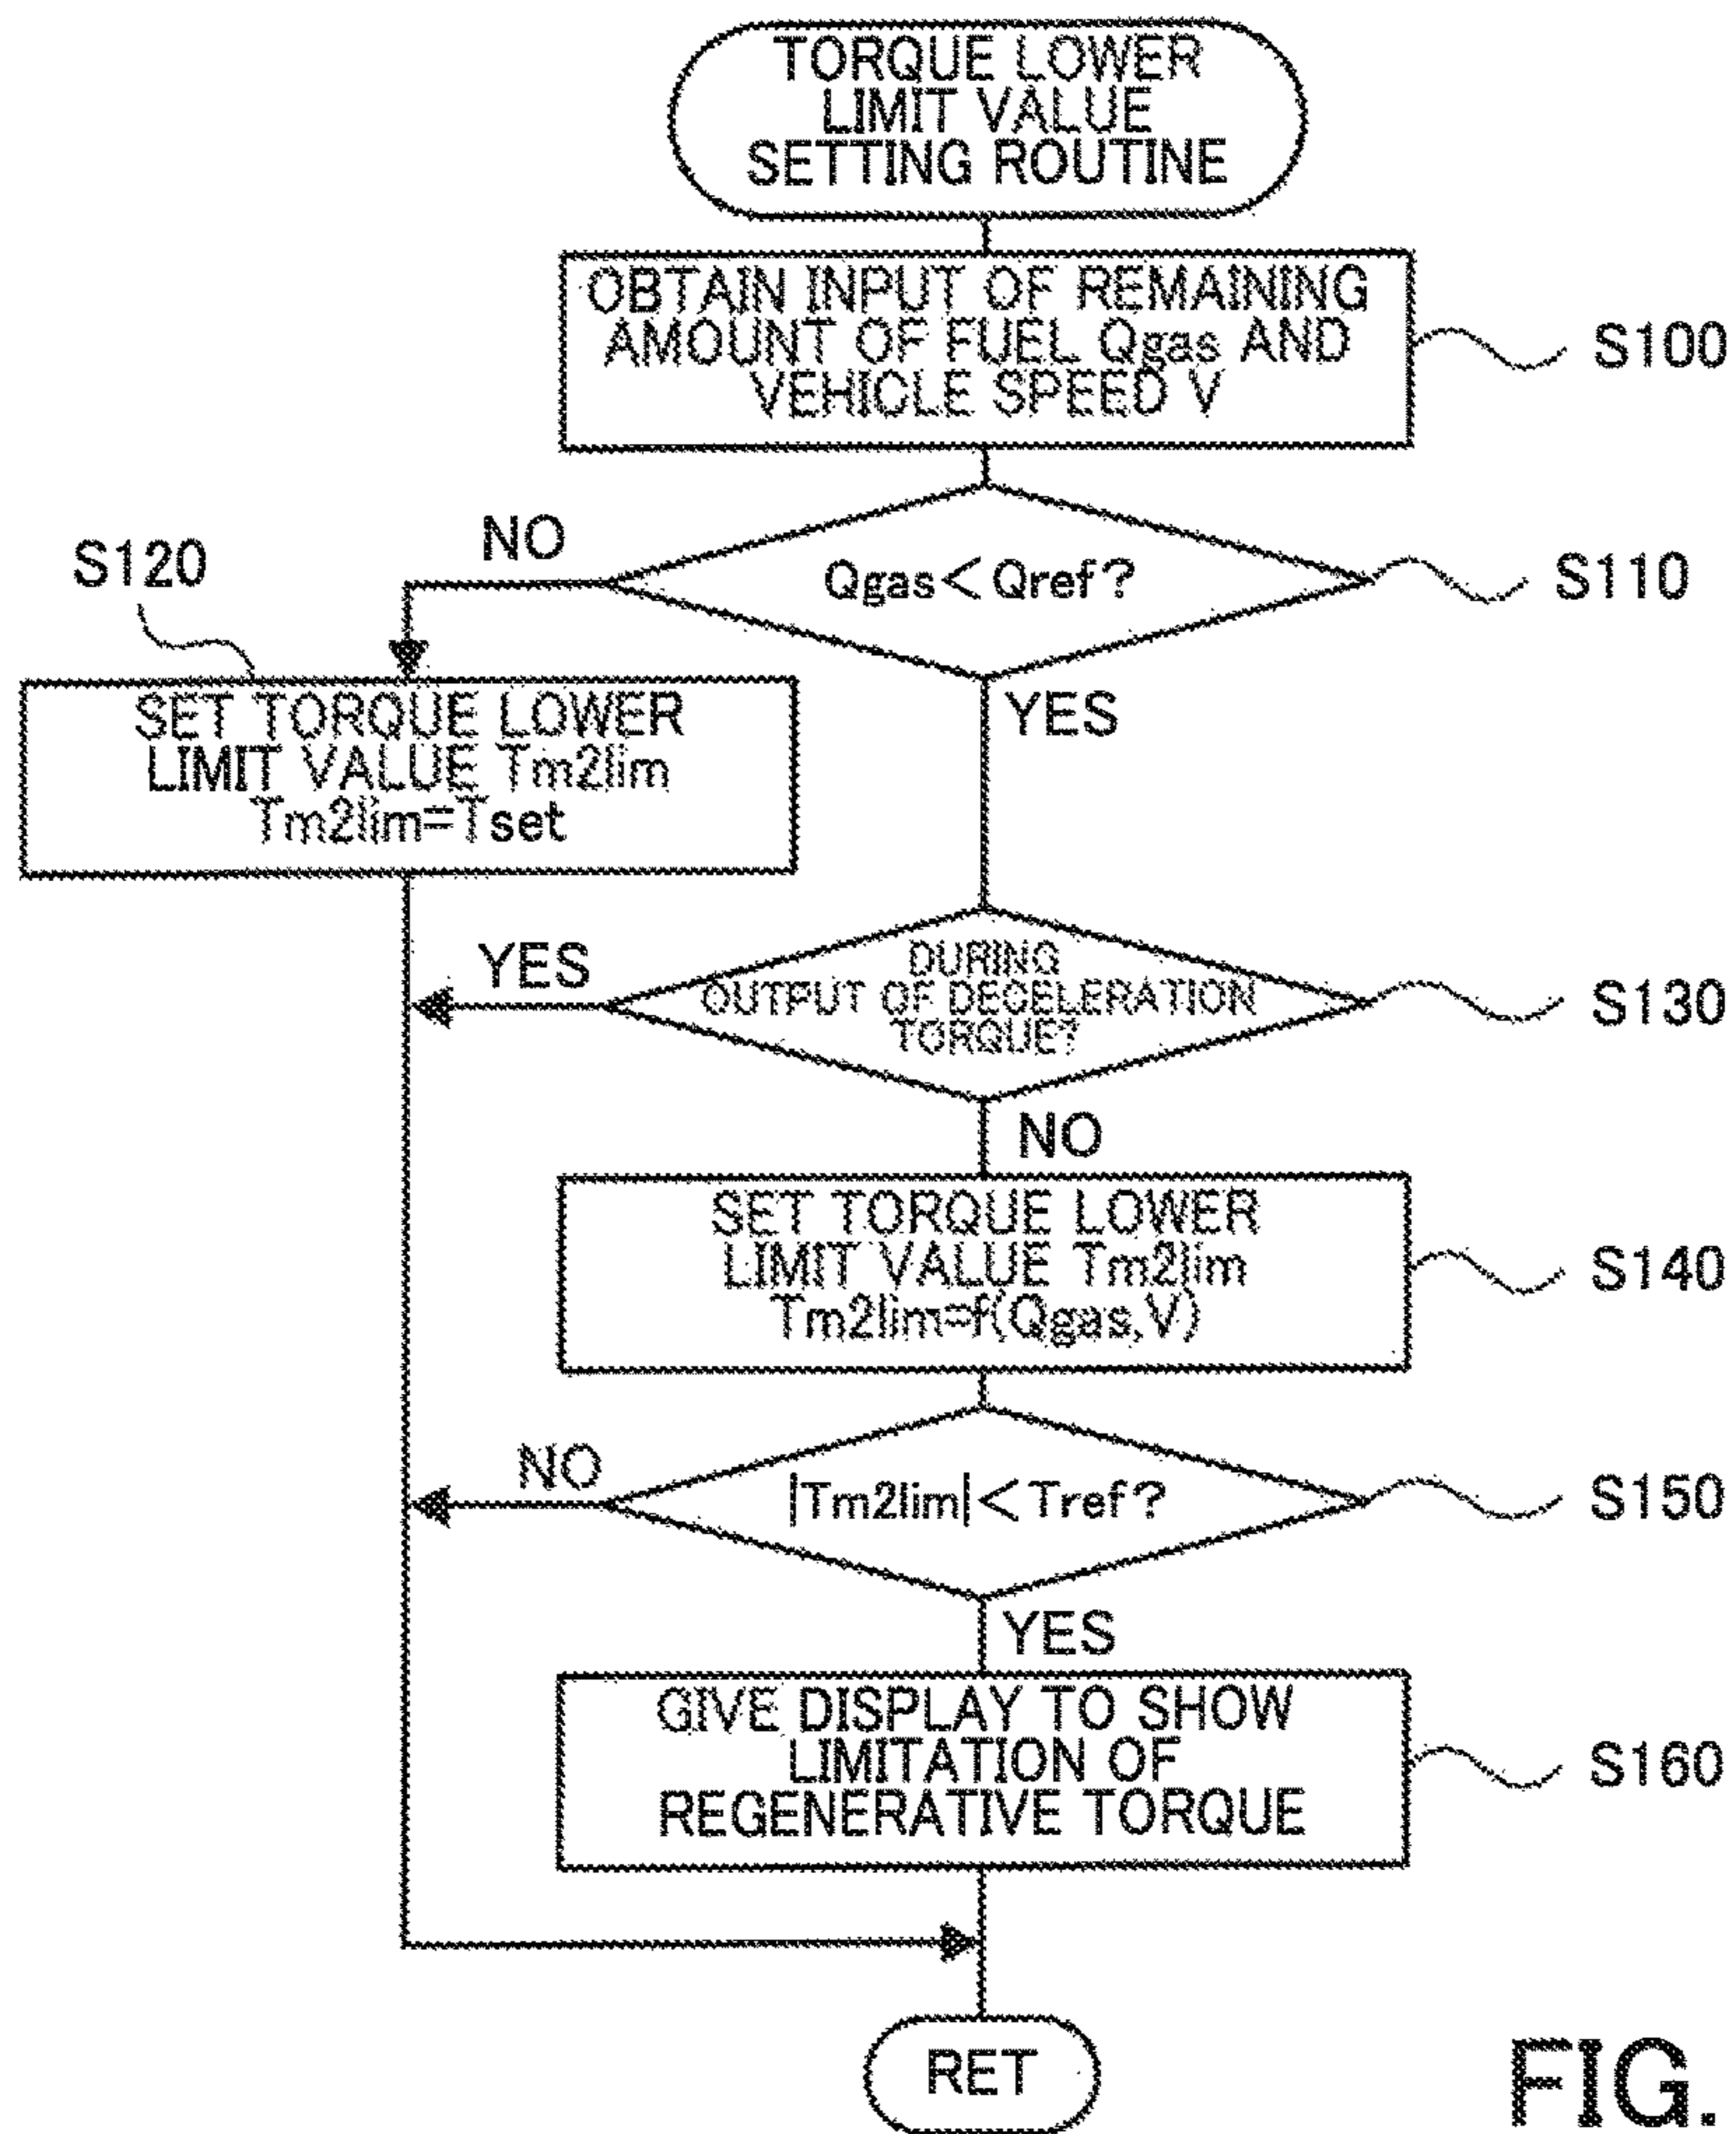 TORQUE LOWER
LIMIT VALUE
SETTING ROUTINE
OBTAIN INPUT OF REMAINING
AMOUNT OF FUEL Qgas AND
VEHICLE SPEED V
S100
NO
Qgas<Qref?
S110
S120
YES
SET TORQUE LOWER
LIMIT VALUE Tm2lim
Tm2lim=Tset
YES
DURING
OUTPUT OF DECELERATION
TORQUE?
S130
NO
SET TORQUE LOWER
LIMIT VALUE Tm2lim
Tm2lim=f(Qgas,V)
S140
NO
|Tm2lim|<Tref?
S150
YES
GIVE DISPLAY TO SHOW
LIMITATION OF
REGENERATIVE TORQUE
S160
RET
FIG.